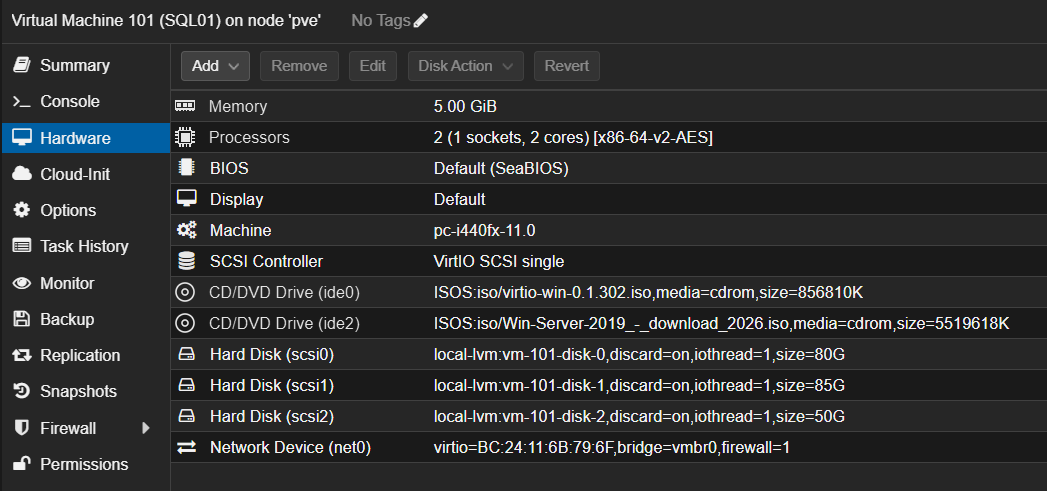 Virtual Machine 101 (SQL01) on node 'pve' No Tags
Summary
Console
Hardware
Cloud-Init
Options
Task History
Monitor
Backup
Replication
Snapshots
Firewall
Permissions
Add Remove Edit Disk Action Revert
Memory 5.00 GiB
Processors 2 (1 sockets, 2 cores) [x86-64-v2-AES]
BIOS Default (SeaBIOS)
Display Default
Machine pc-i440fx-11.0
SCSI Controller VirtIO SCSI single
CD/DVD Drive (ide0) ISOS:iso/virtio-win-0.1.302.iso,media=cdrom,size=856810K
CD/DVD Drive (ide2) ISOS:iso/Win-Server-2019_-_download_2026.iso,media=cdrom,size=5519618K
Hard Disk (scsi0) local-lvm:vm-101-disk-0,discard=on,iothread=1,size=80G
Hard Disk (scsi1) local-lvm:vm-101-disk-1,discard=on,iothread=1,size=85G
Hard Disk (scsi2) local-lvm:vm-101-disk-2,discard=on,iothread=1,size=50G
Network Device (net0) virtio=BC:24:11:6B:79:6F,bridge=vmbr0,firewall=1